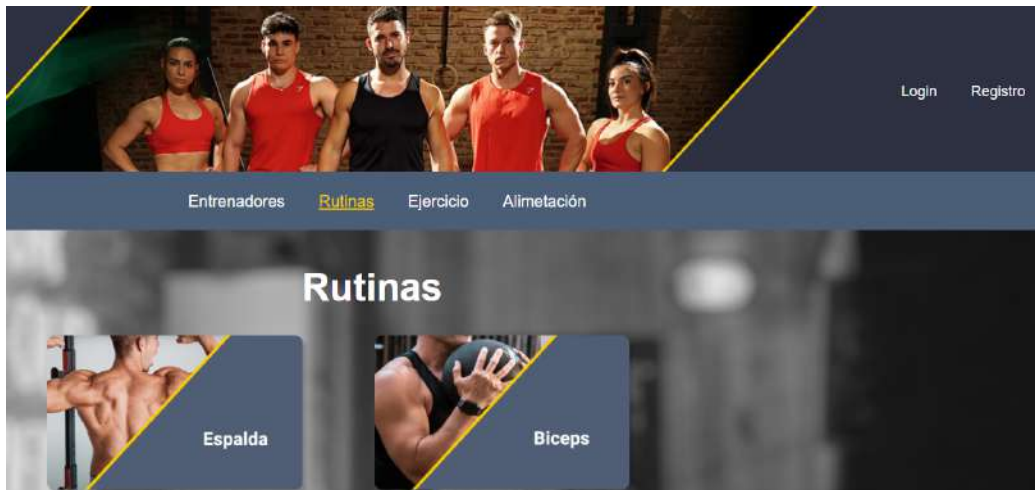 Login Registro
Entrenadores Rutinas Ejercicio Alimetación
Rutinas
Espalda Biceps